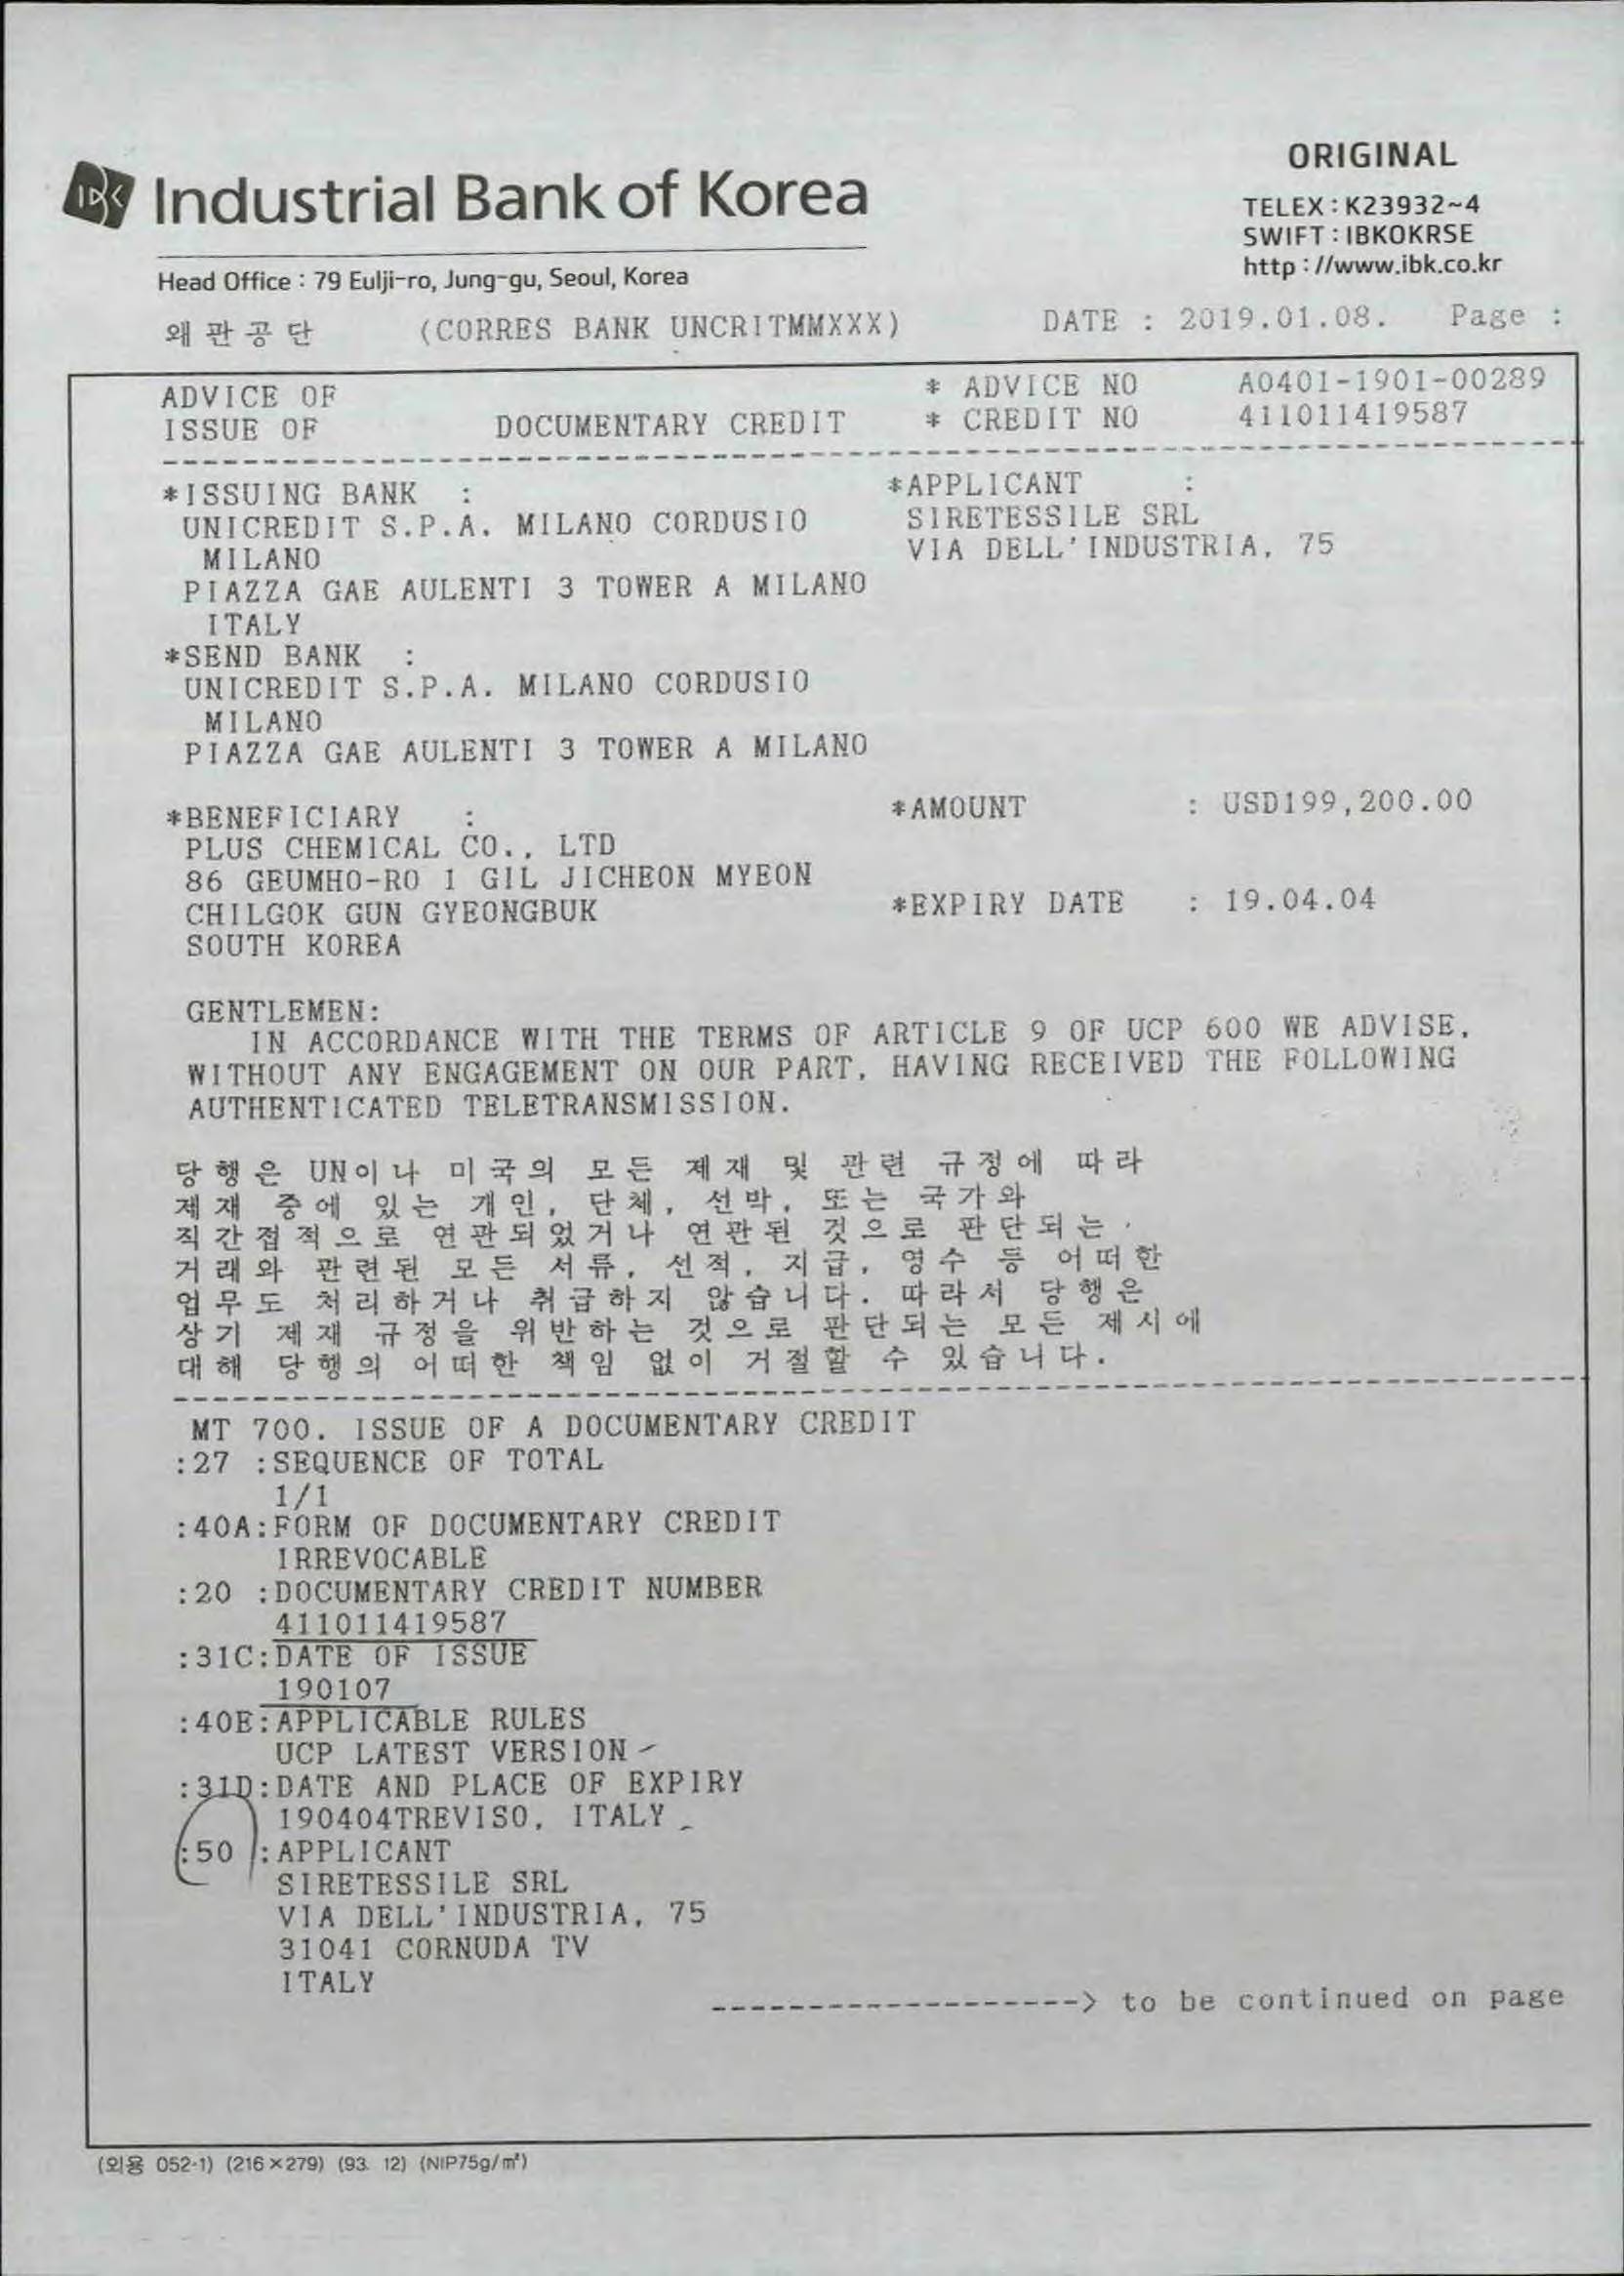 ORIGINAL
IBK Industrial Bank of Korea
TELEX : K23932~4
SWIFT : IBKOKRSE
http : //www.ibk.co.kr
Head Office : 79 Eulji-ro, Jung-gu, Seoul, Korea
왜관공단 (CORRES BANK UNCRITMMXXX) DATE : 2019.01.08. Page :
ADVICE OF * ADVICE NO A0401-1901-00289
ISSUE OF DOCUMENTARY CREDIT * CREDIT NO 411011419587
*ISSUING BANK : *APPLICANT :
UNICREDIT S.P.A. MILANO CORDUSIO SIRETESSILE SRL
MILANO VIA DELL'INDUSTRIA, 75
PIAZZA GAE AULENTI 3 TOWER A MILANO
ITALY
*SEND BANK :
UNICREDIT S.P.A. MILANO CORDUSIO
MILANO
PIAZZA GAE AULENTI 3 TOWER A MILANO
*BENEFICIARY : *AMOUNT : USD199,200.00
PLUS CHEMICAL CO., LTD
86 GEUMHO-RO 1 GIL JICHEON MYEON
CHILGOK GUN GYEONGBUK *EXPIRY DATE : 19.04.04
SOUTH KOREA
GENTLEMEN:
IN ACCORDANCE WITH THE TERMS OF ARTICLE 9 OF UCP 600 WE ADVISE,
WITHOUT ANY ENGAGEMENT ON OUR PART, HAVING RECEIVED THE FOLLOWING
AUTHENTICATED TELETRANSMISSION.
당행은 UN이나 미국의 모든 제재 및 관련 규정에 따라
제재 중에 있는 개인, 단체, 선박, 또는 국가와
직간접적으로 연관되었거나 연관된 것으로 판단되는
거래와 관련된 모든 서류, 선적, 지급, 영수 등 어떠한
업무도 처리하거나 취급하지 않습니다. 따라서 당행은
상기 제재 규정을 위반하는 것으로 판단되는 모든 제시에
대해 당행의 어떠한 책임 없이 거절할 수 있습니다.
MT 700. ISSUE OF A DOCUMENTARY CREDIT
:27 :SEQUENCE OF TOTAL
1/1
:40A:FORM OF DOCUMENTARY CREDIT
IRREVOCABLE
:20 :DOCUMENTARY CREDIT NUMBER
411011419587
:31C:DATE OF ISSUE
190107
:40E:APPLICABLE RULES
UCP LATEST VERSION
:31D:DATE AND PLACE OF EXPIRY
190404TREVISO, ITALY
:50 :APPLICANT
SIRETESSILE SRL
VIA DELL'INDUSTRIA, 75
31041 CORNUDA TV
ITALY
--------------------> to be continued on page
(외용 052-1) (216×279) (93. 12) (NIP75g/㎡)